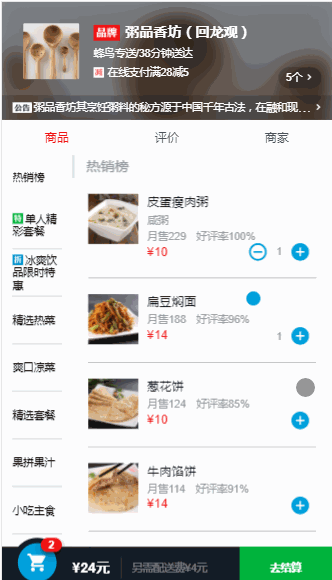 品牌 粥品香坊（回龙观）
蜂鸟专送/38分钟送达
减 在线支付满28减5
5个 >
公告 粥品香坊其烹饪粥料的秘方源于中国千年古法，在融和现... >
商品 评价 商家
热销榜
特 单人精彩套餐
折 冰爽饮品限时特惠
精选热菜
爽口凉菜
精选套餐
果拼果汁
小吃主食
热销榜
皮蛋瘦肉粥
咸粥
月售229 好评率100%
¥10
1
扁豆焖面
月售188 好评率96%
¥14
1
葱花饼
月售124 好评率85%
¥10
牛肉馅饼
月售114 好评率91%
¥14
2
¥24元
另需配送费¥4元
去结算